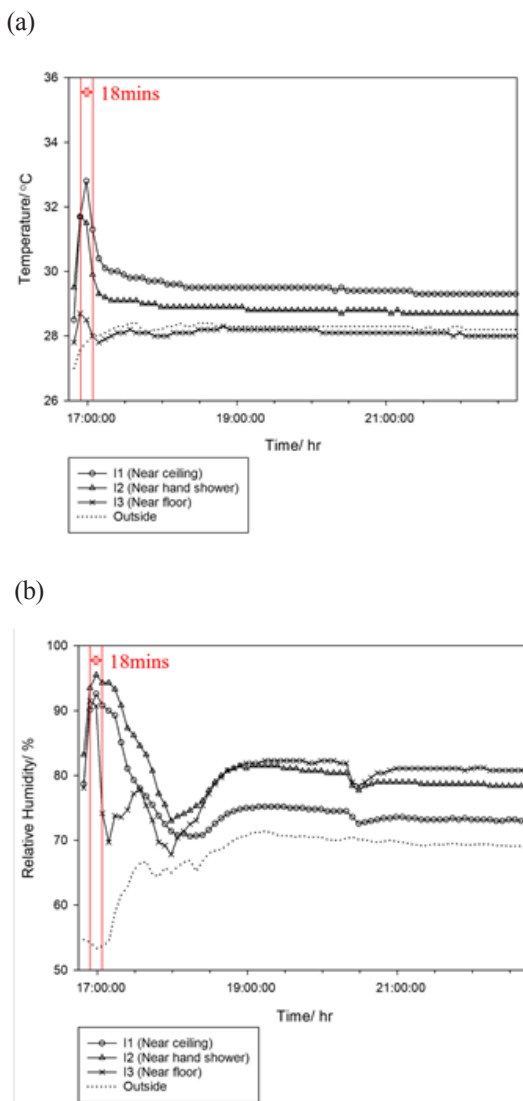 (a)
36
18mins
34
32
30
28
26
Temperature/ °C
17:00:00 19:00:00 21:00:00
Time/ hr
I1 (Near ceiling)
I2 (Near hand shower)
I3 (Near floor)
Outside
(b)
100
18mins
90
80
70
60
50
Relative Humidity/ %
17:00:00 19:00:00 21:00:00
Time/ hr
I1 (Near ceiling)
I2 (Near hand shower)
I3 (Near floor)
Outside